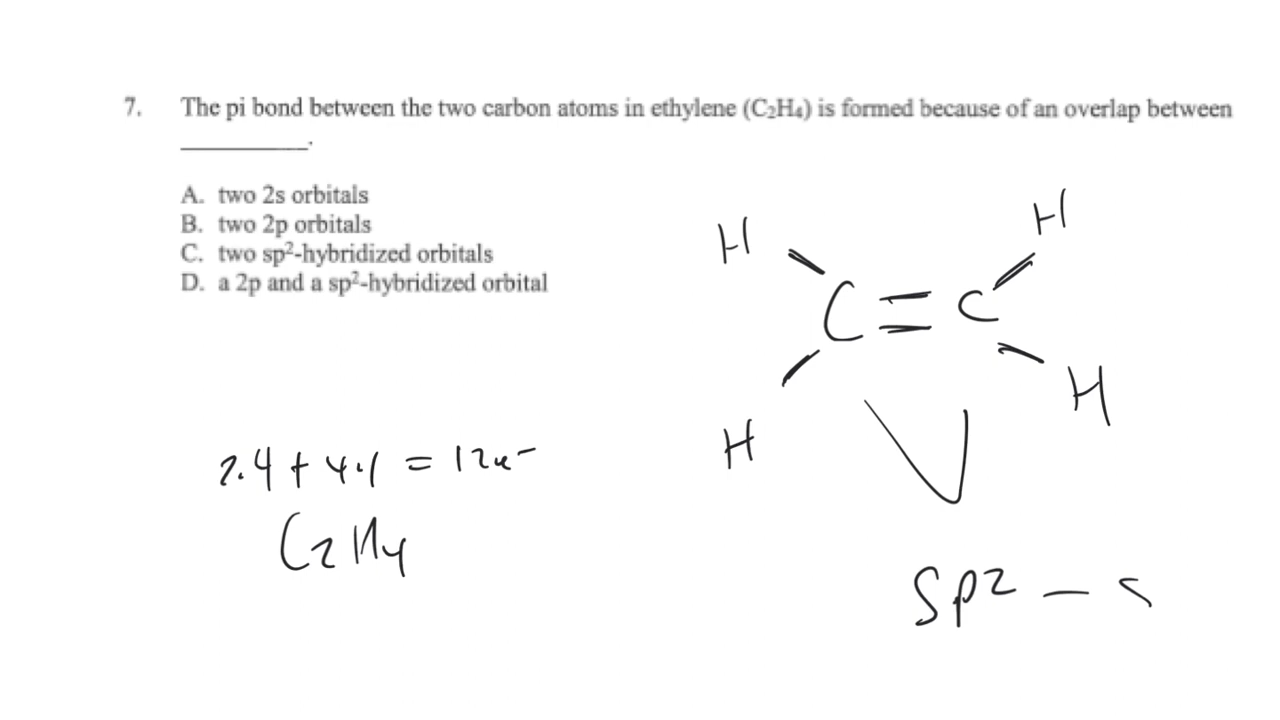 7. The pi bond between the two carbon atoms in ethylene (C₂H₄) is formed because of an overlap between
__________.
A. two 2s orbitals
B. two 2p orbitals
C. two sp²-hybridized orbitals
D. a 2p and a sp²-hybridized orbital
H H
C = C
H H
2.4 + 4.1 = 12e-
C2H4
Sp2 – s